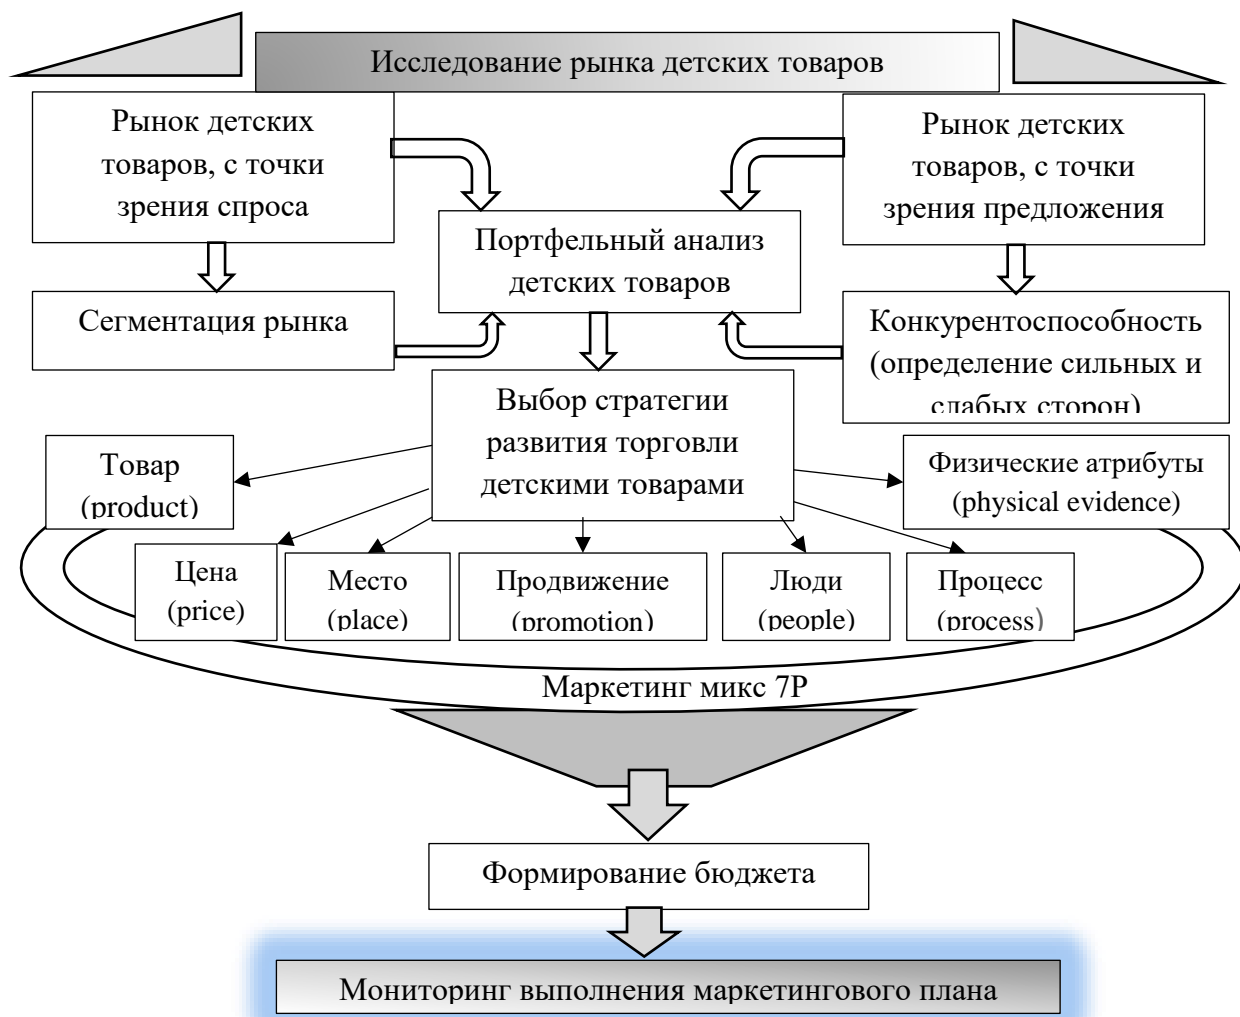 Исследование рынка детских товаров
Рынок детских
товаров, с точки
зрения спроса
Рынок детских
товаров, с точки
зрения предложения
Портфельный анализ
детских товаров
Сегментация рынка
Конкурентоспособность
(определение сильных и
слабых сторон)
Выбор стратегии
развития торговли
детскими товарами
Товар
(product)
Физические атрибуты
(physical evidence)
Цена
(price)
Место
(place)
Продвижение
(promotion)
Люди
(people)
Процесс
(process)
Маркетинг микс 7Р
Формирование бюджета
Мониторинг выполнения маркетингового плана